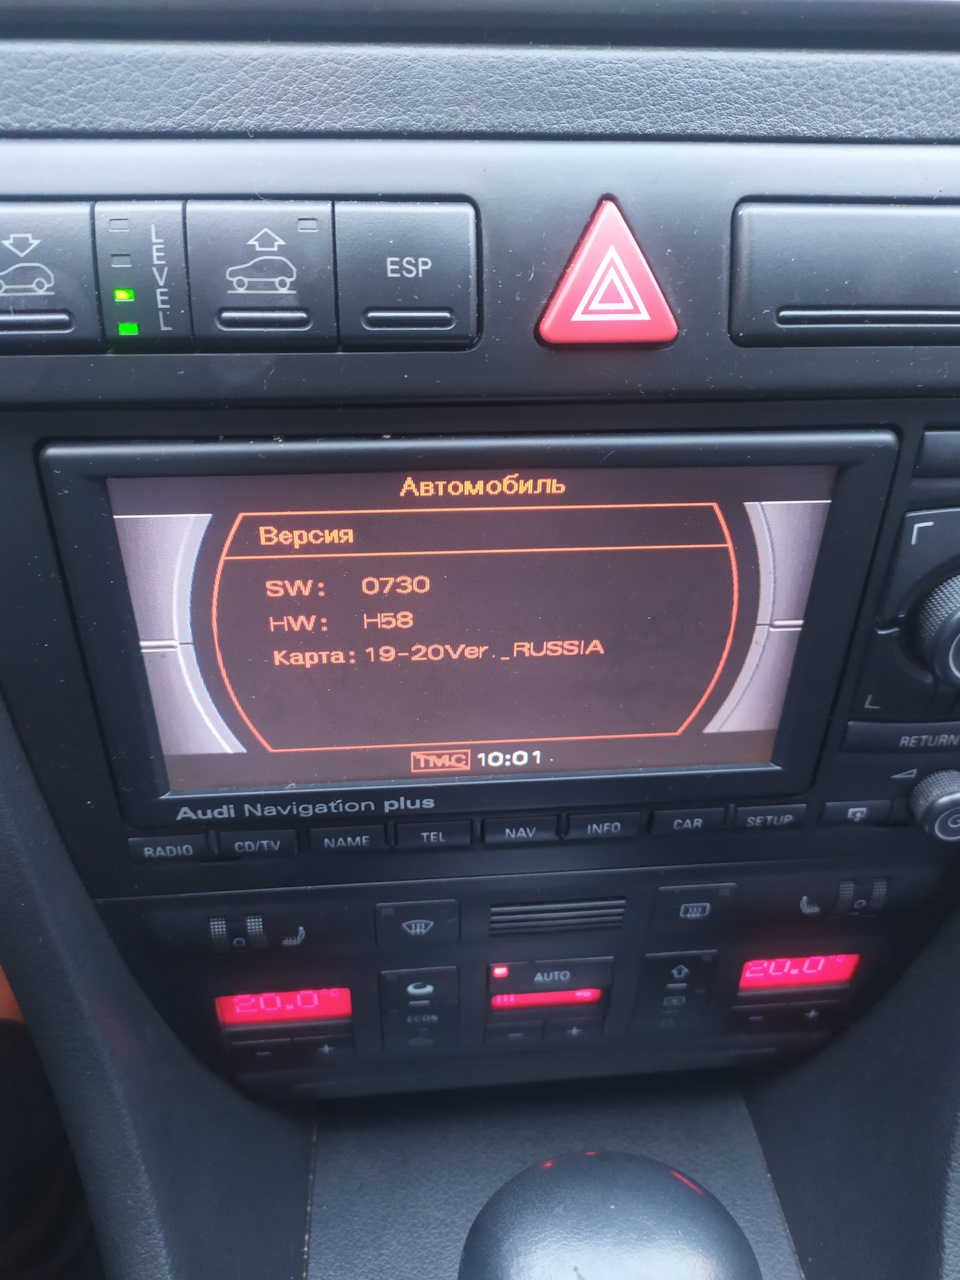 LEVEL
ESP
Автомобиль
Версия
SW: 0730
HW: H58
Карта: 19-20Ver._RUSSIA
TMC 10:01
RETURN
Audi Navigation plus
RADIO CD/TV NAME TEL NAV INFO CAR SETUP
AUTO
20.0°C 20.0°C
ECON